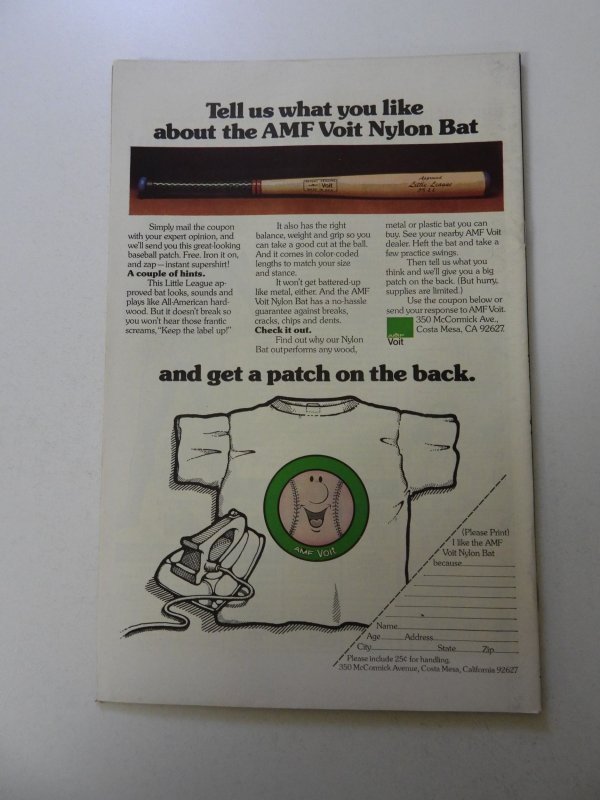 Tell us what you like
about the AMF Voit Nylon Bat
Voit
Approved
Little League
Simply mail the coupon
with your expert opinion, and
we'll send you this great-looking
baseball patch. Free. Iron it on,
and zap—instant supershirt!
A couple of hints.
This Little League ap-
proved bat looks, sounds and
plays like All-American hard-
wood. But it doesn't break so
you won't hear those frantic
screams, "Keep the label up!"
It also has the right
balance, weight and grip so you
can take a good cut at the ball.
And it comes in color coded
lengths to match your size
and stance.
It won't get battered-up
like metal, either. And the AMF
Voit Nylon Bat has a no-hassle
guarantee against breaks,
cracks, chips and dents.
Check it out.
Find out why our Nylon
Bat outperforms any wood,
metal or plastic bat you can
buy. See your nearby AMF Voit
dealer. Heft the bat and take a
few practice swings.
Then tell us what you
think and we'll give you a big
patch on the back. (But hurry,
supplies are limited.)
Use the coupon below or
send your response to AMF Voit.
350 McCormick Ave.,
Costa Mesa, CA 92627.
AMF
Voit
and get a patch on the back.
AMF Voit
(Please Print)
I like the AMF
Voit Nylon Bat
because
Name
Age Address
City State Zip
Please include 25¢ for handling.
350 McCormick Avenue, Costa Mesa, California 92627